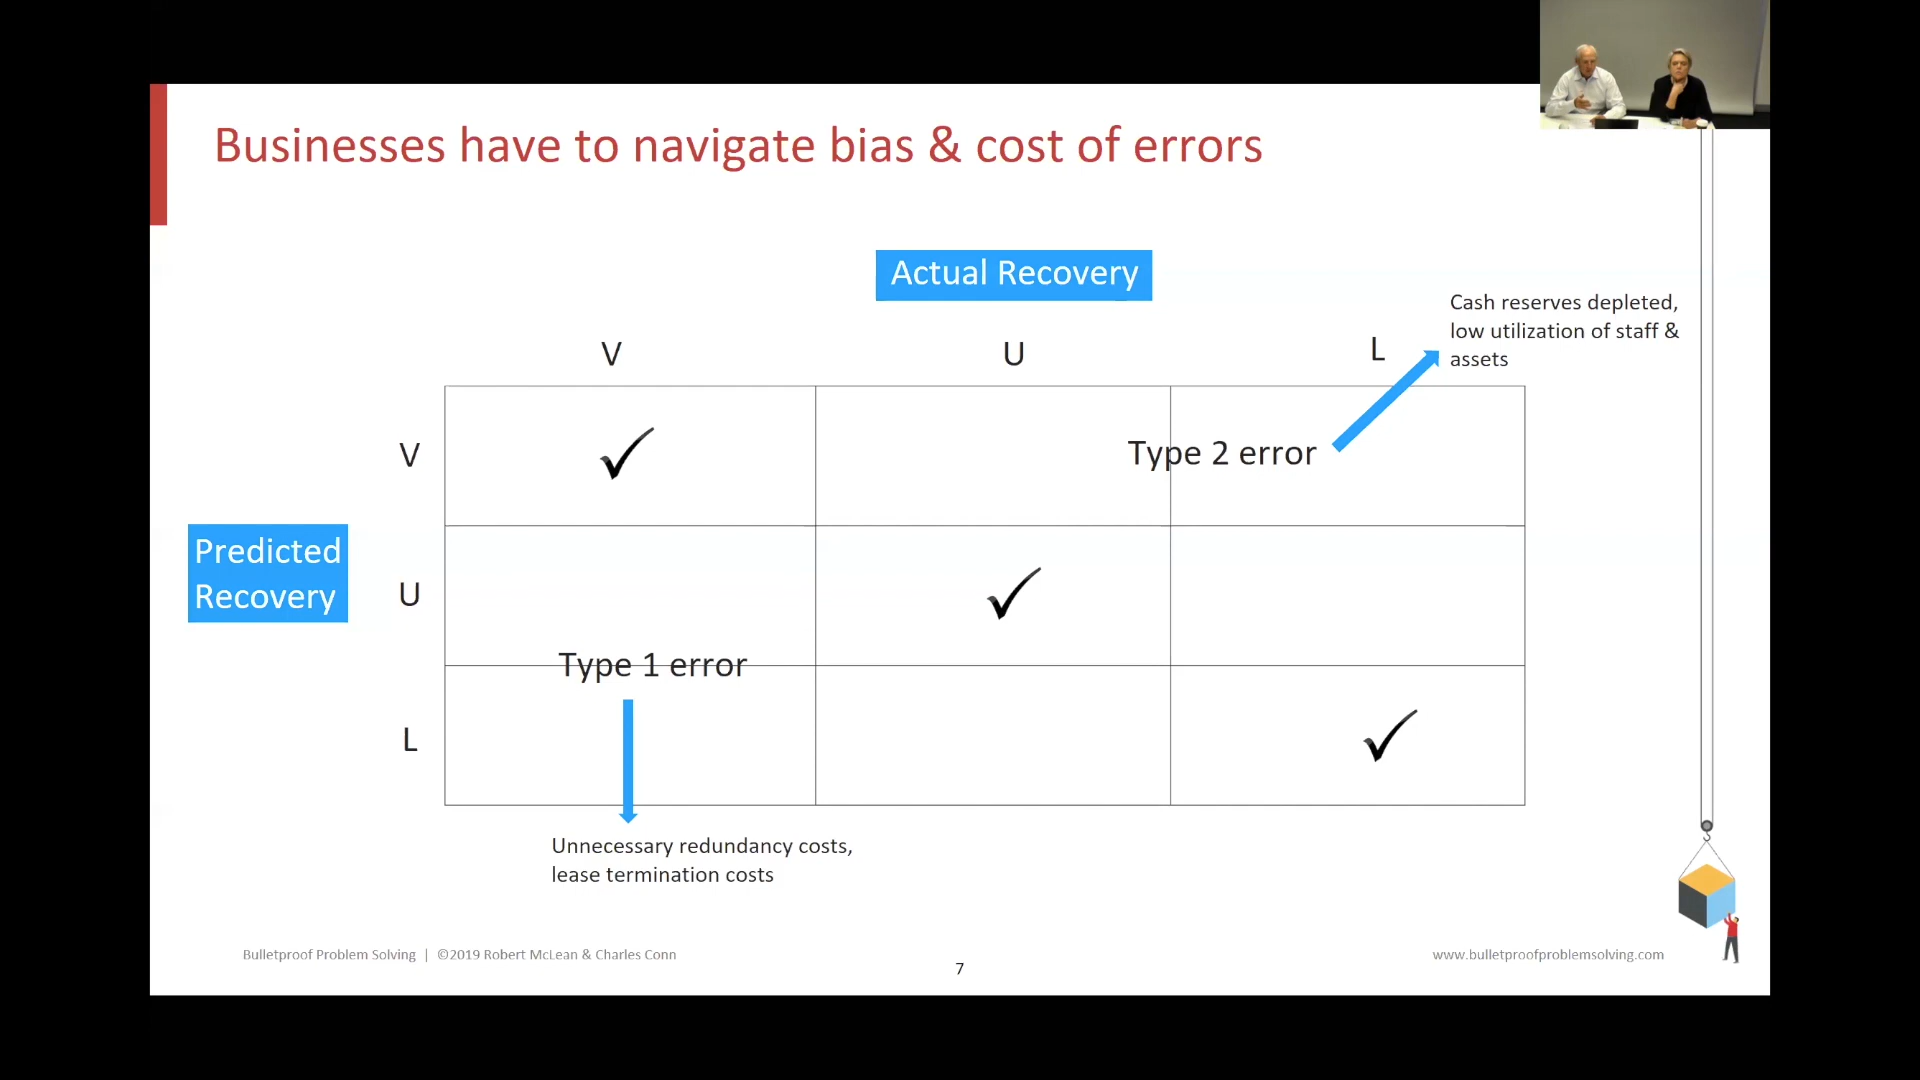 Businesses have to navigate bias & cost of errors
Actual Recovery
Cash reserves depleted,
low utilization of staff &
assets
V U L
V
Type 2 error
Predicted
Recovery
U
Type 1 error
L
Unnecessary redundancy costs,
lease termination costs
Bulletproof Problem Solving | ©2019 Robert McLean & Charles Conn
7
www.bulletproofproblemsolving.com